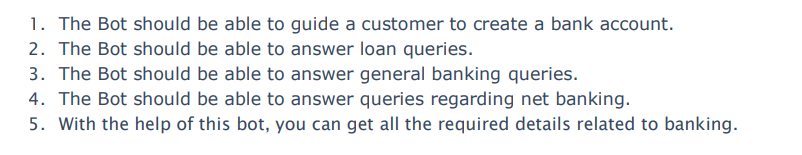 1. The Bot should be able to guide a customer to create a bank account.
2. The Bot should be able to answer loan queries.
3. The Bot should be able to answer general banking queries.
4. The Bot should be able to answer queries regarding net banking.
5. With the help of this bot, you can get all the required details related to banking.